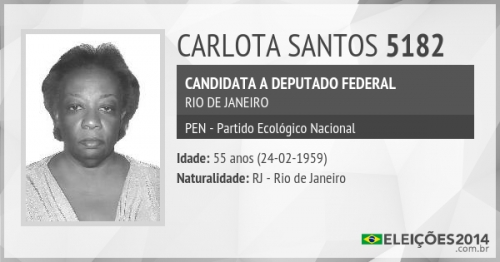 CARLOTA SANTOS 5182
CANDIDATA A DEPUTADO FEDERAL
RIO DE JANEIRO
PEN - Partido Ecológico Nacional
Idade: 55 anos (24-02-1959)
Naturalidade: RJ - Rio de Janeiro
ELEIÇÕES2014
.com.br